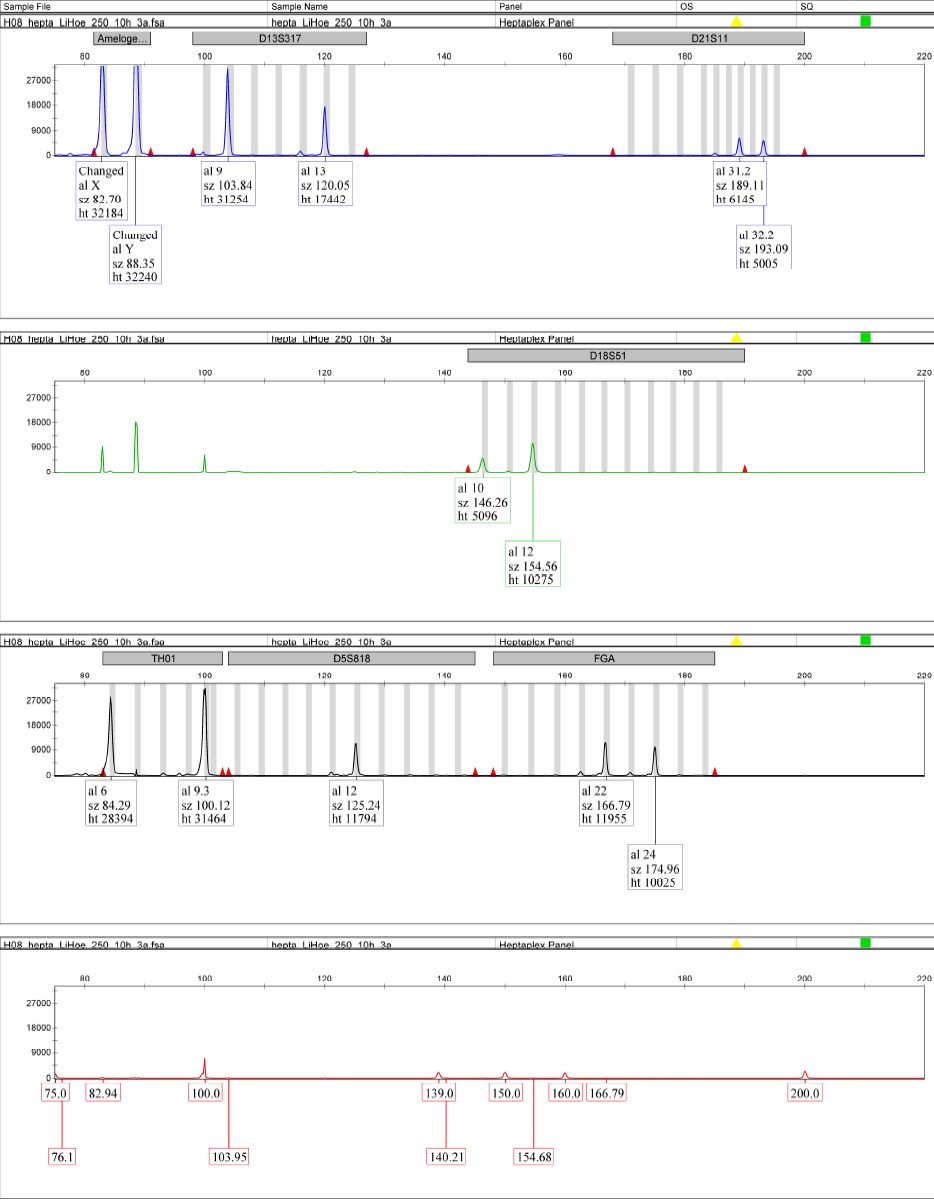 Sample File Sample Name Panel OS SQ
H08_hepta_LiHoe_250_10h_3a.fsa hepta_LiHoe_250_10h_3a Heptaplex Panel
Ameloge... D13S317 D21S11
80 100 120 140 160 180 200 220
27000
18000
9000
0
Changed
al X
sz 82.70
ht 32184
Changed
al Y
sz 88.35
ht 32240
al 9
sz 103.84
ht 31254
al 13
sz 120.05
ht 17442
al 31.2
sz 189.11
ht 6145
al 32.2
sz 193.09
ht 5005
H08_hepta_LiHoe_250_10h_3a.fsa hepta_LiHoe_250_10h_3a Heptaplex Panel
D18S51
80 100 120 140 160 180 200 220
27000
18000
9000
0
al 10
sz 146.26
ht 5096
al 12
sz 154.56
ht 10275
H08_hepta_LiHoe_250_10h_3a.fsa hepta_LiHoe_250_10h_3a Heptaplex Panel
TH01 D5S818 FGA
80 100 120 140 160 180 200 220
27000
18000
9000
0
al 6
sz 84.29
ht 28394
al 9.3
sz 100.12
ht 31464
al 12
sz 125.24
ht 11794
al 22
sz 166.79
ht 11955
al 24
sz 174.96
ht 10025
H08_hepta_LiHoe_250_10h_3a.fsa hepta_LiHoe_250_10h_3a Heptaplex Panel
80 100 120 140 160 180 200 220
27000
18000
9000
0
75.0 82.94 100.0 139.0 150.0 160.0 166.79 200.0
76.1 103.95 140.21 154.68